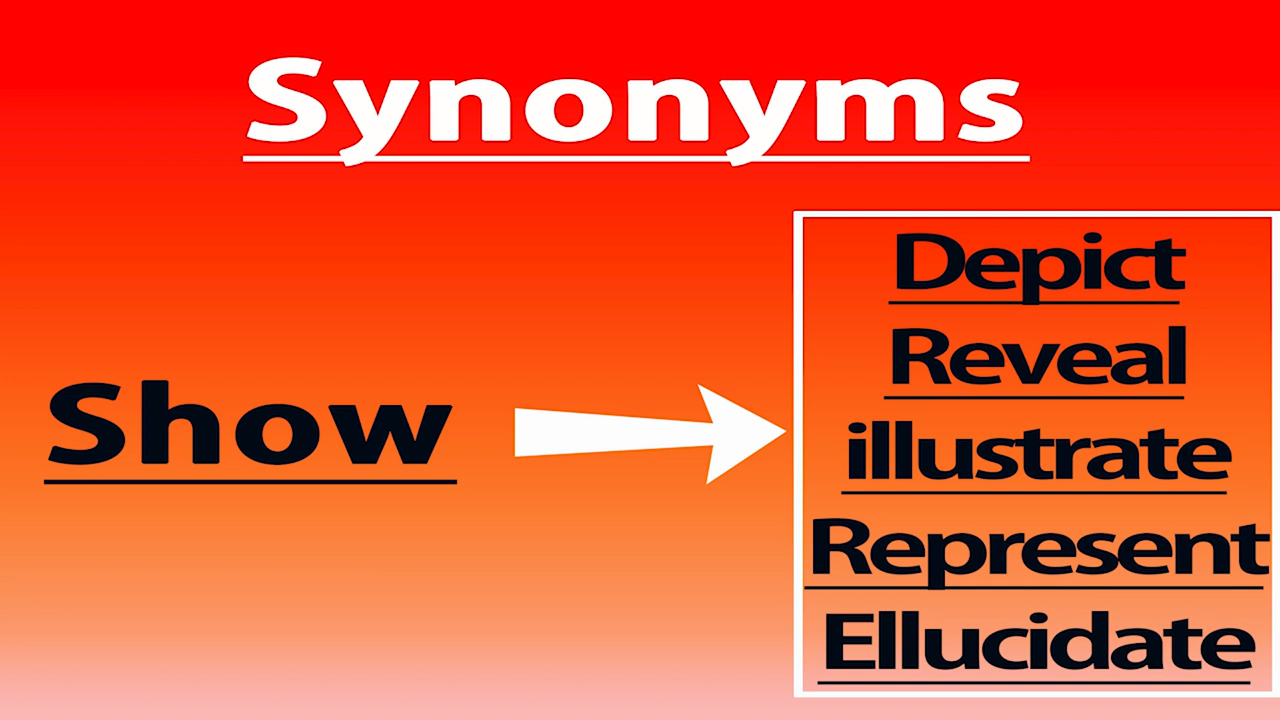 Synonyms
Show
Depict
Reveal
illustrate
Represent
Ellucidate